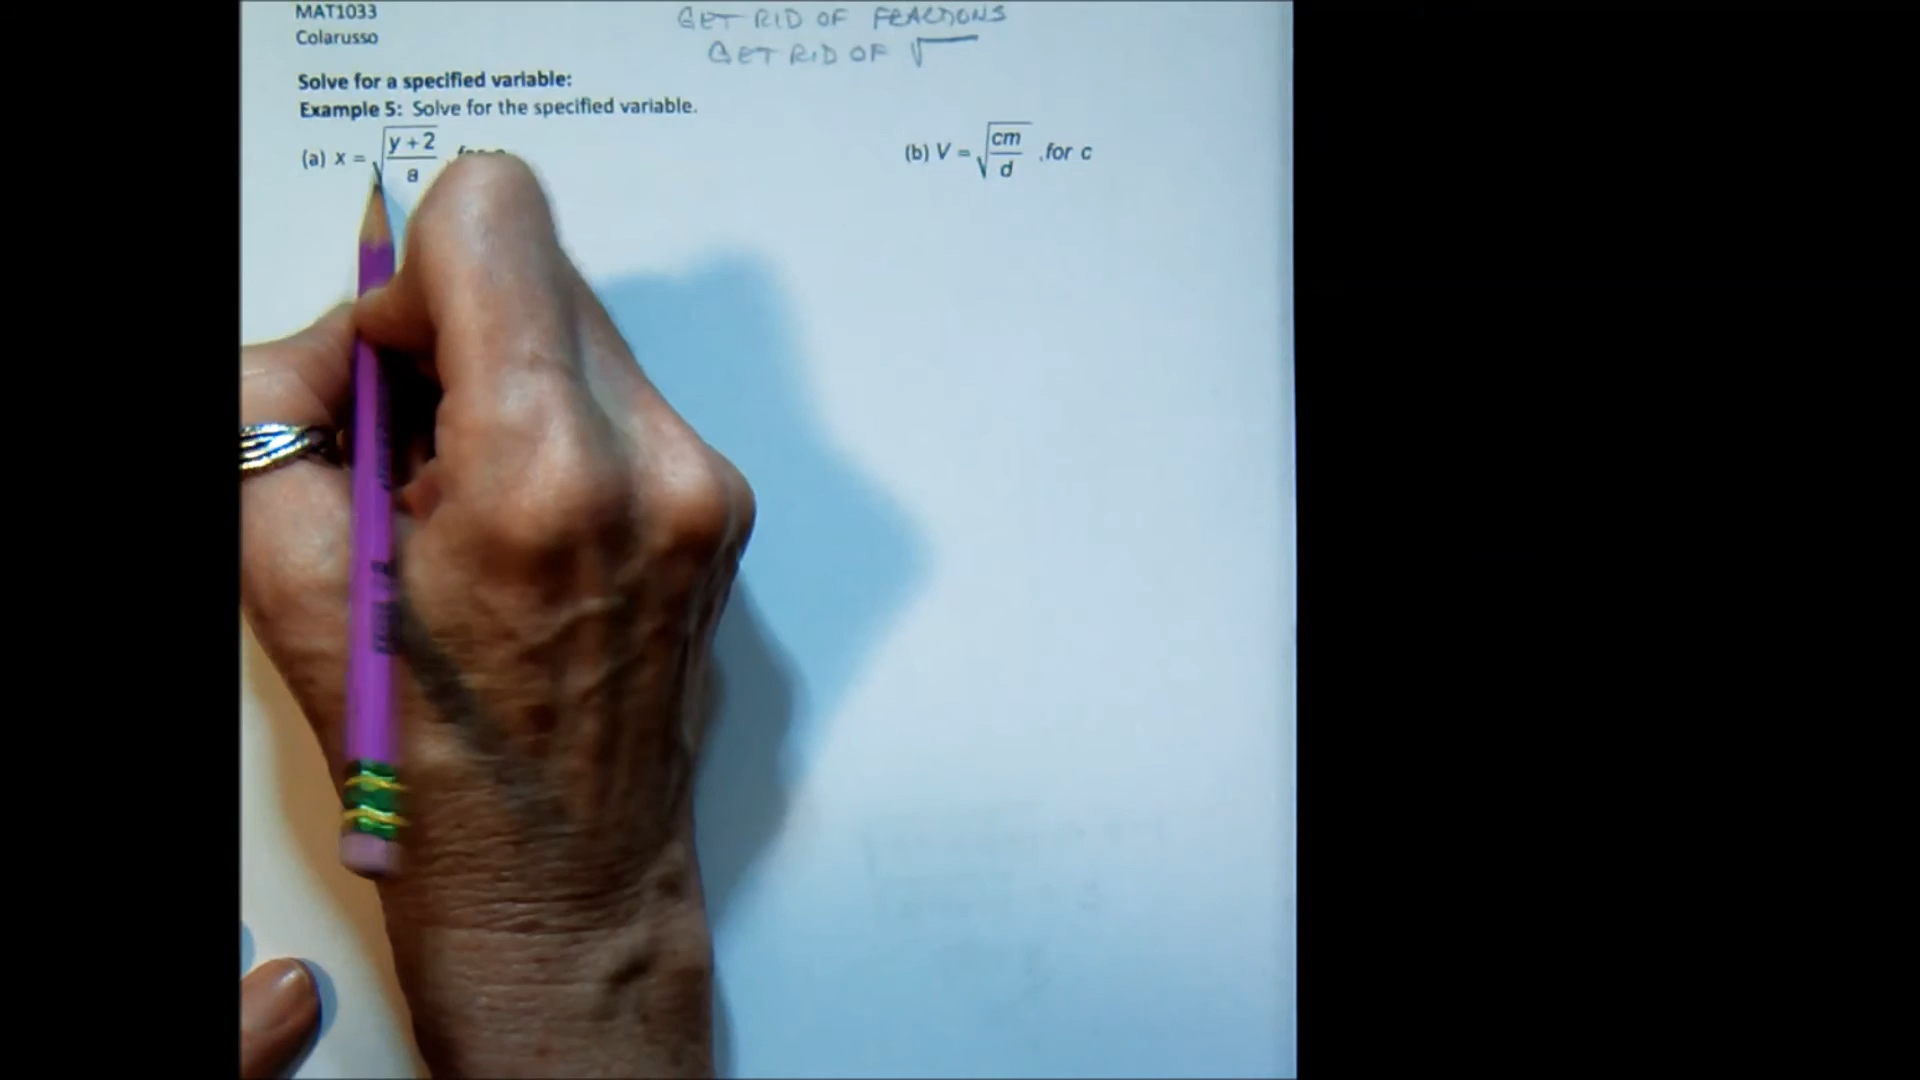 MAT1033
Colarusso
GET RID OF FRACTIONS
GET RID OF √
Solve for a specified variable:
Example 5: Solve for the specified variable.
(a) x = √((y + 2)/a)
(b) V = √(cm/d) , for c